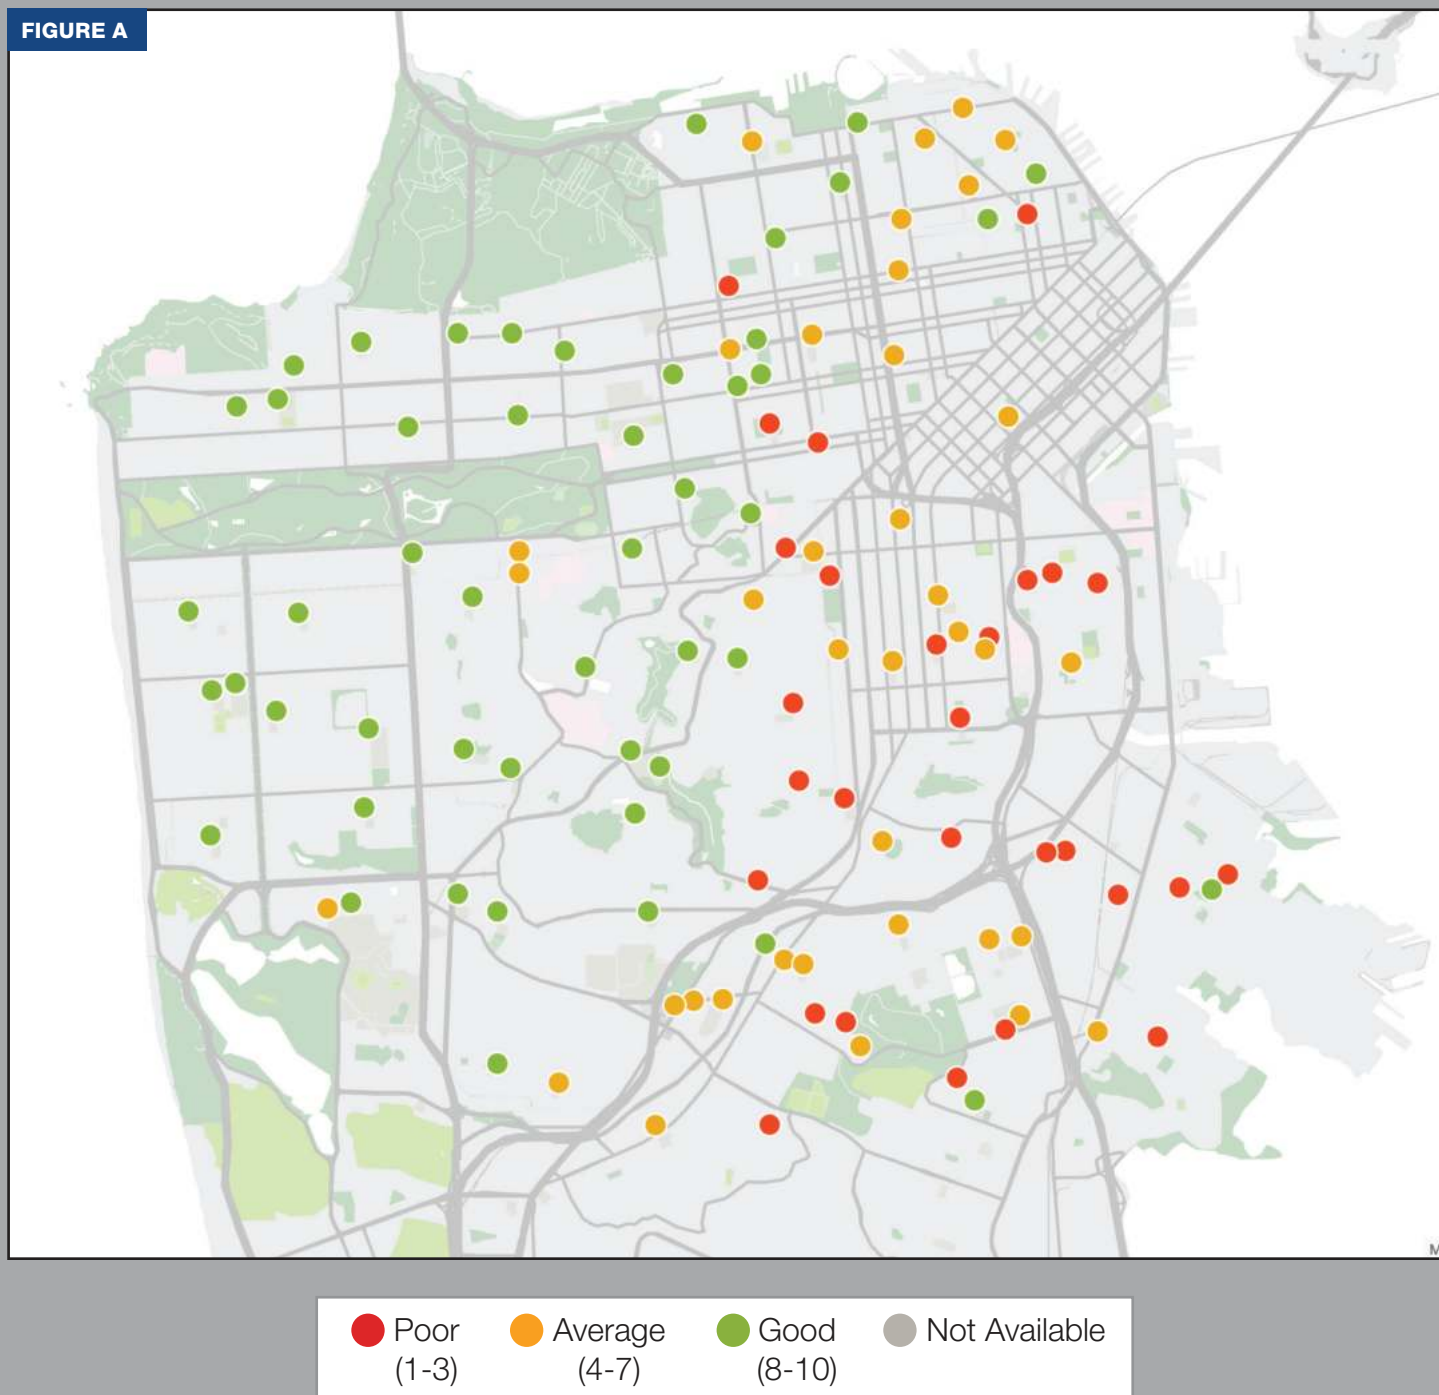 FIGURE A
M
Poor
(1-3)
Average
(4-7)
Good
(8-10)
Not Available